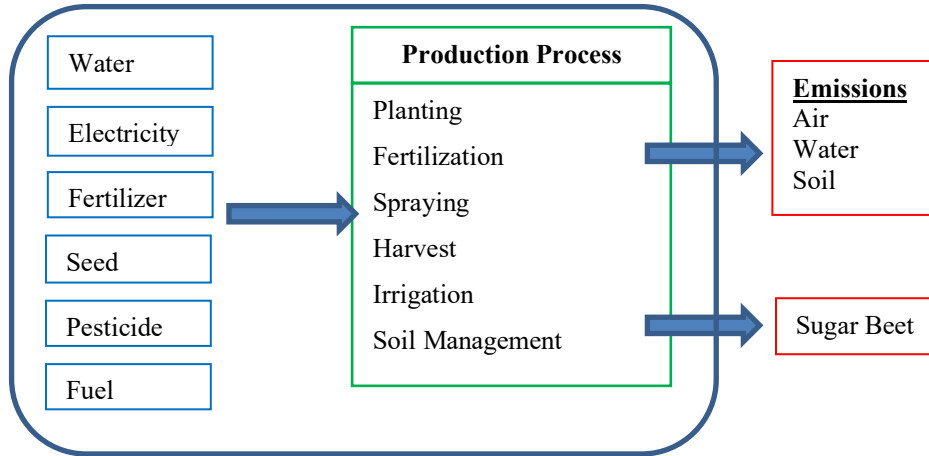 Water
Electricity
Fertilizer
Seed
Pesticide
Fuel
Production Process
Planting
Fertilization
Spraying
Harvest
Irrigation
Soil Management
Emissions
Air
Water
Soil
Sugar Beet